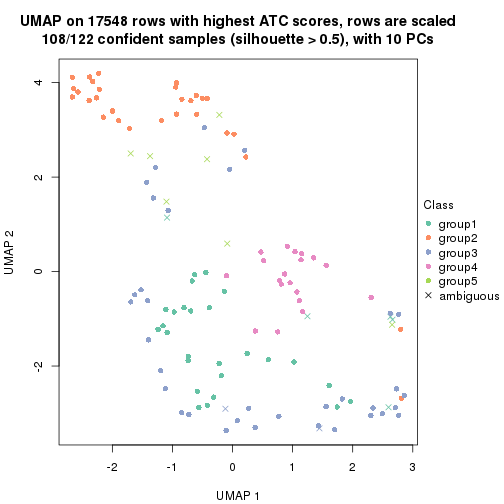 UMAP on 17548 rows with highest ATC scores, rows are scaled
108/122 confident samples (silhouette > 0.5), with 10 PCs
4
2
0
-2
UMAP 2
-2
-1
0
1
2
3
UMAP 1
Class
group1
group2
group3
group4
group5
ambiguous